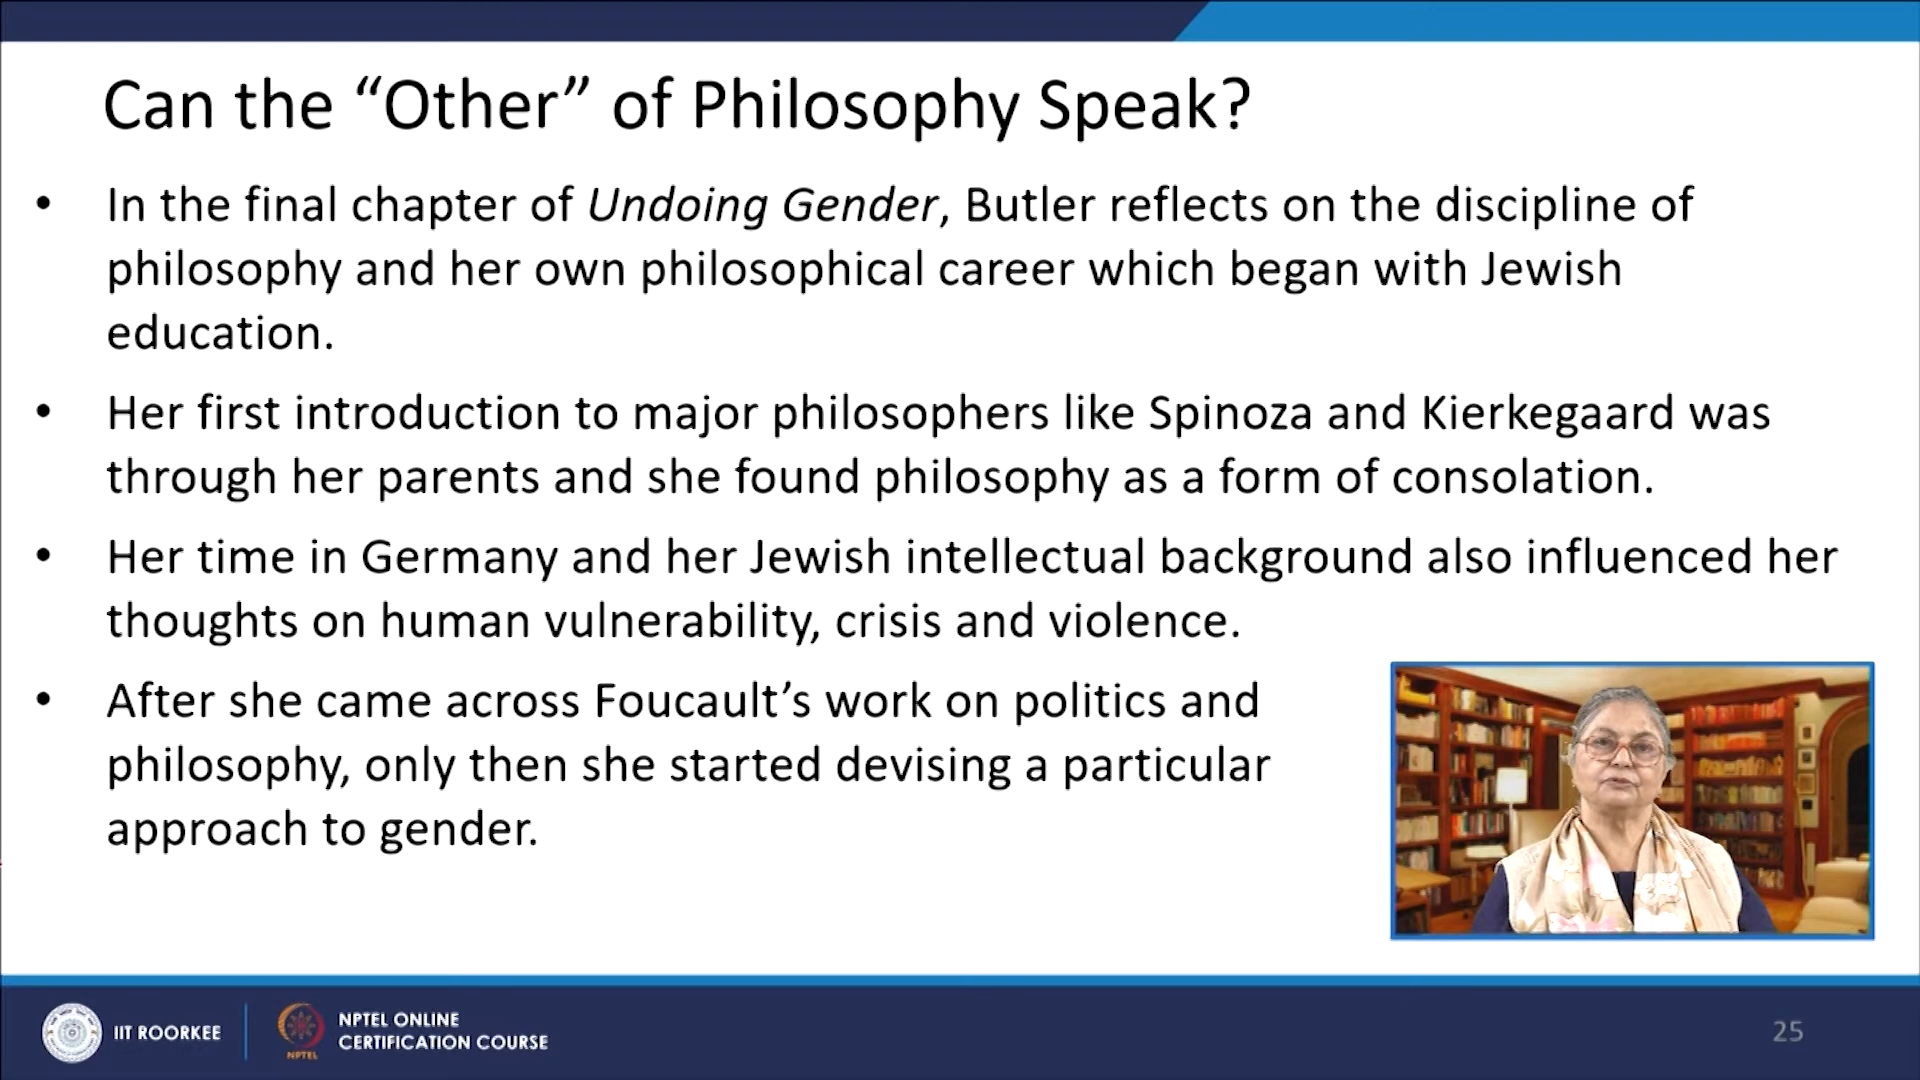 Can the “Other” of Philosophy Speak?
• In the final chapter of Undoing Gender, Butler reflects on the discipline of
philosophy and her own philosophical career which began with Jewish
education.
• Her first introduction to major philosophers like Spinoza and Kierkegaard was
through her parents and she found philosophy as a form of consolation.
• Her time in Germany and her Jewish intellectual background also influenced her
thoughts on human vulnerability, crisis and violence.
• After she came across Foucault’s work on politics and
philosophy, only then she started devising a particular
approach to gender.
IIT ROORKEE
NPTEL
NPTEL ONLINE
CERTIFICATION COURSE
25